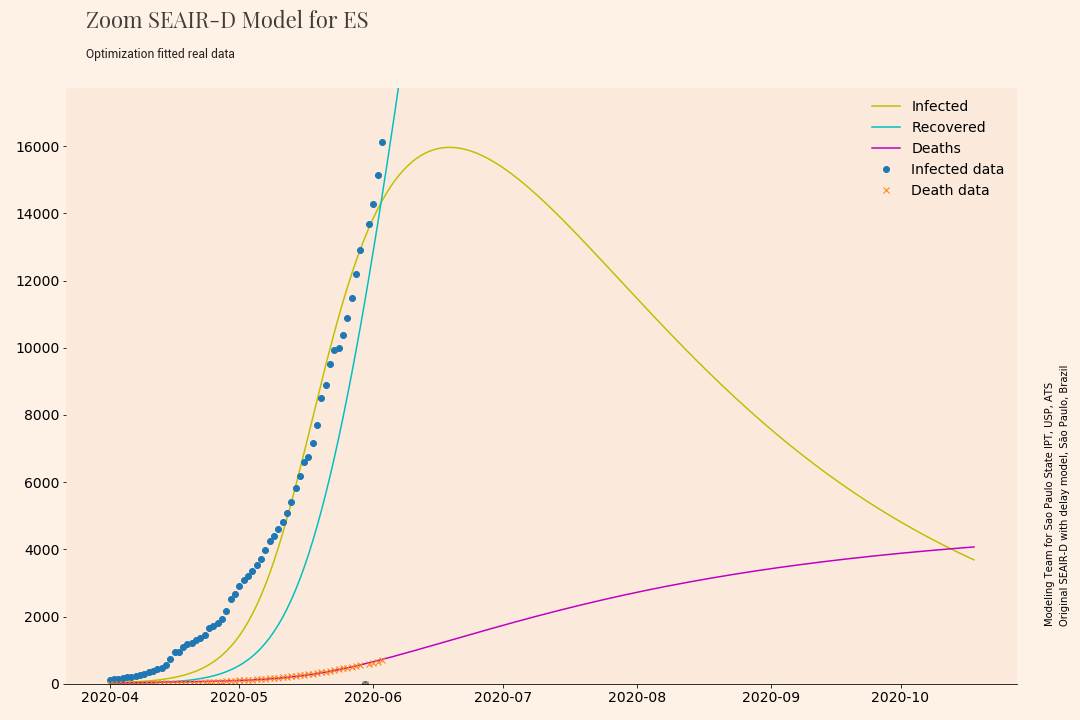 Zoom SEAIR-D Model for ES
Optimization fitted real data
Infected
Recovered
Deaths
Infected data
Death data
16000
14000
12000
10000
8000
6000
4000
2000
0
2020-04
2020-05
2020-06
2020-07
2020-08
2020-09
2020-10
Modeling Team for Sao Paulo State IPT, USP, ATS
Original SEAIR-D with delay model, São Paulo, Brazil